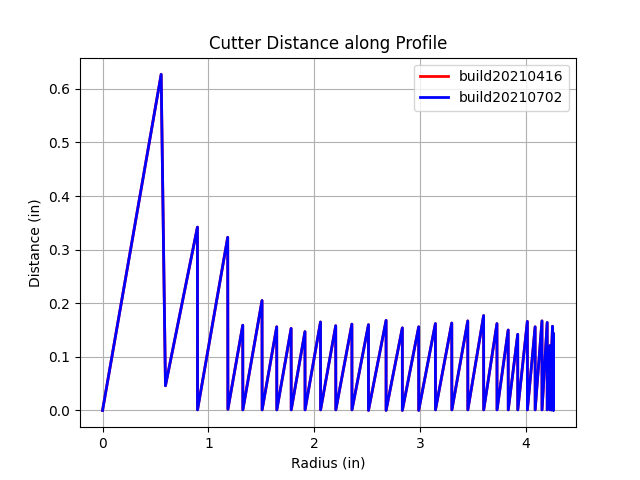 Cutter Distance along Profile
build20210416
build20210702
Distance (in)
0.6
0.5
0.4
0.3
0.2
0.1
0.0
0 1 2 3 4
Radius (in)